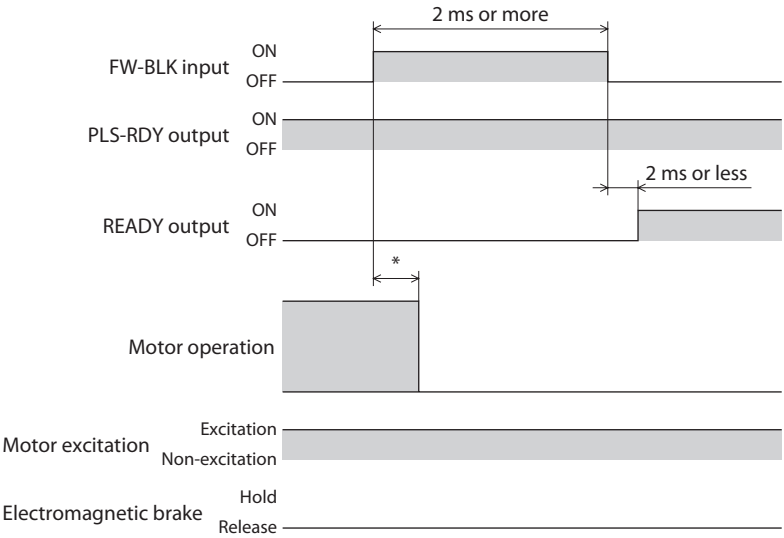 2 ms or more
FW-BLK input
ON
OFF
PLS-RDY output
ON
OFF
2 ms or less
READY output
ON
OFF
*
Motor operation
Motor excitation
Excitation
Non-excitation
Electromagnetic brake
Hold
Release